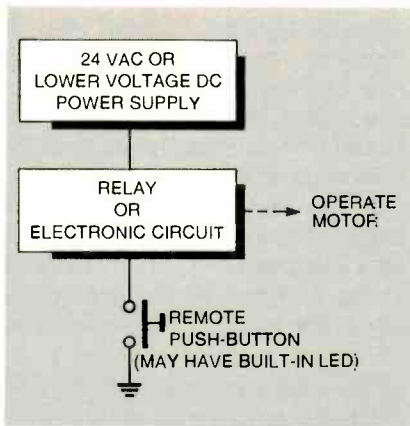 24 VAC OR
LOWER VOLTAGE DC
POWER SUPPLY
RELAY
OR
ELECTRONIC CIRCUIT
OPERATE
MOTOR
REMOTE
PUSH-BUTTON
(MAY HAVE BUILT-IN LED)